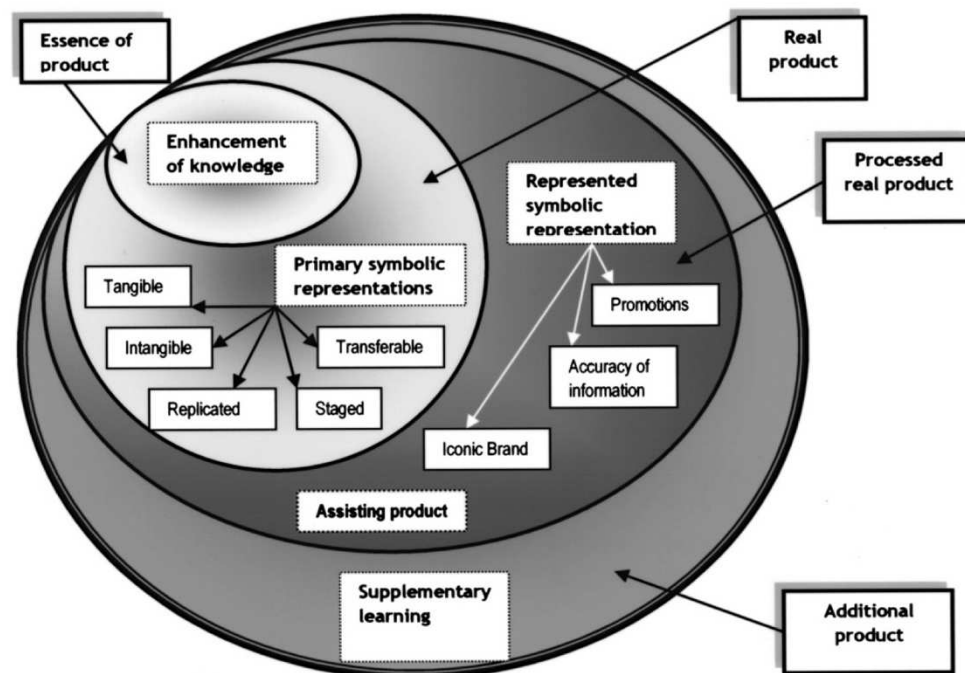 Essence of
product
Real
product
Enhancement
of knowledge
Processed
real product
Represented
symbolic
representation
Primary symbolic
representations
Tangible
Promotions
Intangible
Transferable
Accuracy of
information
Replicated
Staged
Iconic Brand
Assisting product
Supplementary
learning
Additional
product